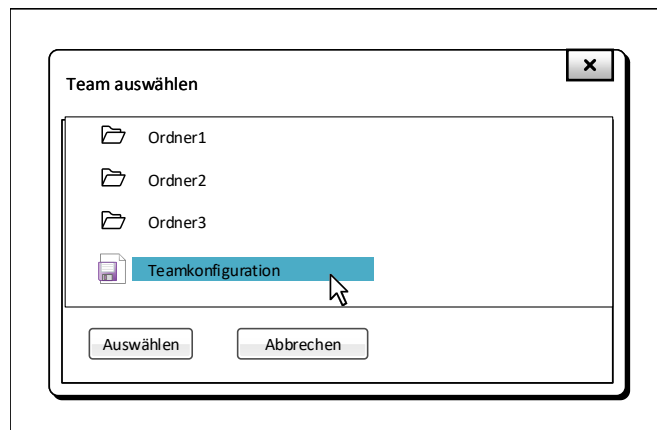 Team auswählen
Ordner1
Ordner2
Ordner3
Teamkonfiguration
Auswählen Abbrechen